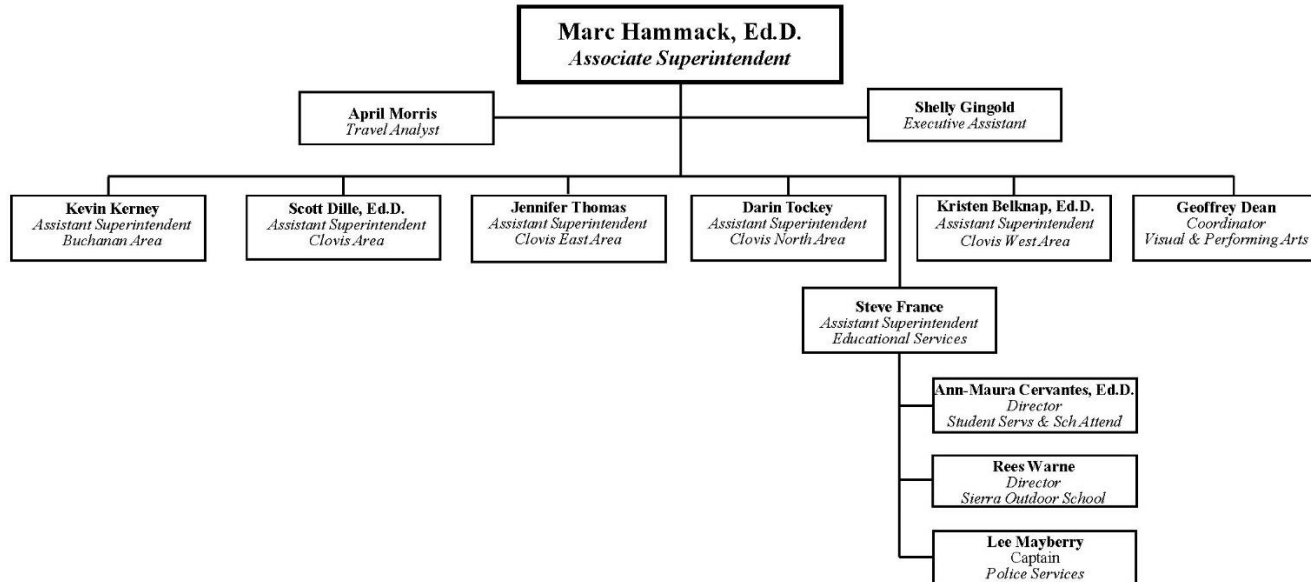 Marc Hammack, Ed.D.
Associate Superintendent
April Morris
Travel Analyst
Shelly Gingold
Executive Assistant
Kevin Kerney
Assistant Superintendent
Buchanan Area
Scott Dille, Ed.D.
Assistant Superintendent
Clovis Area
Jennifer Thomas
Assistant Superintendent
Clovis East Area
Darin Tockey
Assistant Superintendent
Clovis North Area
Kristen Belknap, Ed.D.
Assistant Superintendent
Clovis West Area
Geoffrey Dean
Coordinator
Visual & Performing Arts
Steve France
Assistant Superintendent
Educational Services
Ann-Maura Cervantes, Ed.D.
Director
Student Servs & Sch Attend
Rees Warne
Director
Sierra Outdoor School
Lee Mayberry
Captain
Police Services